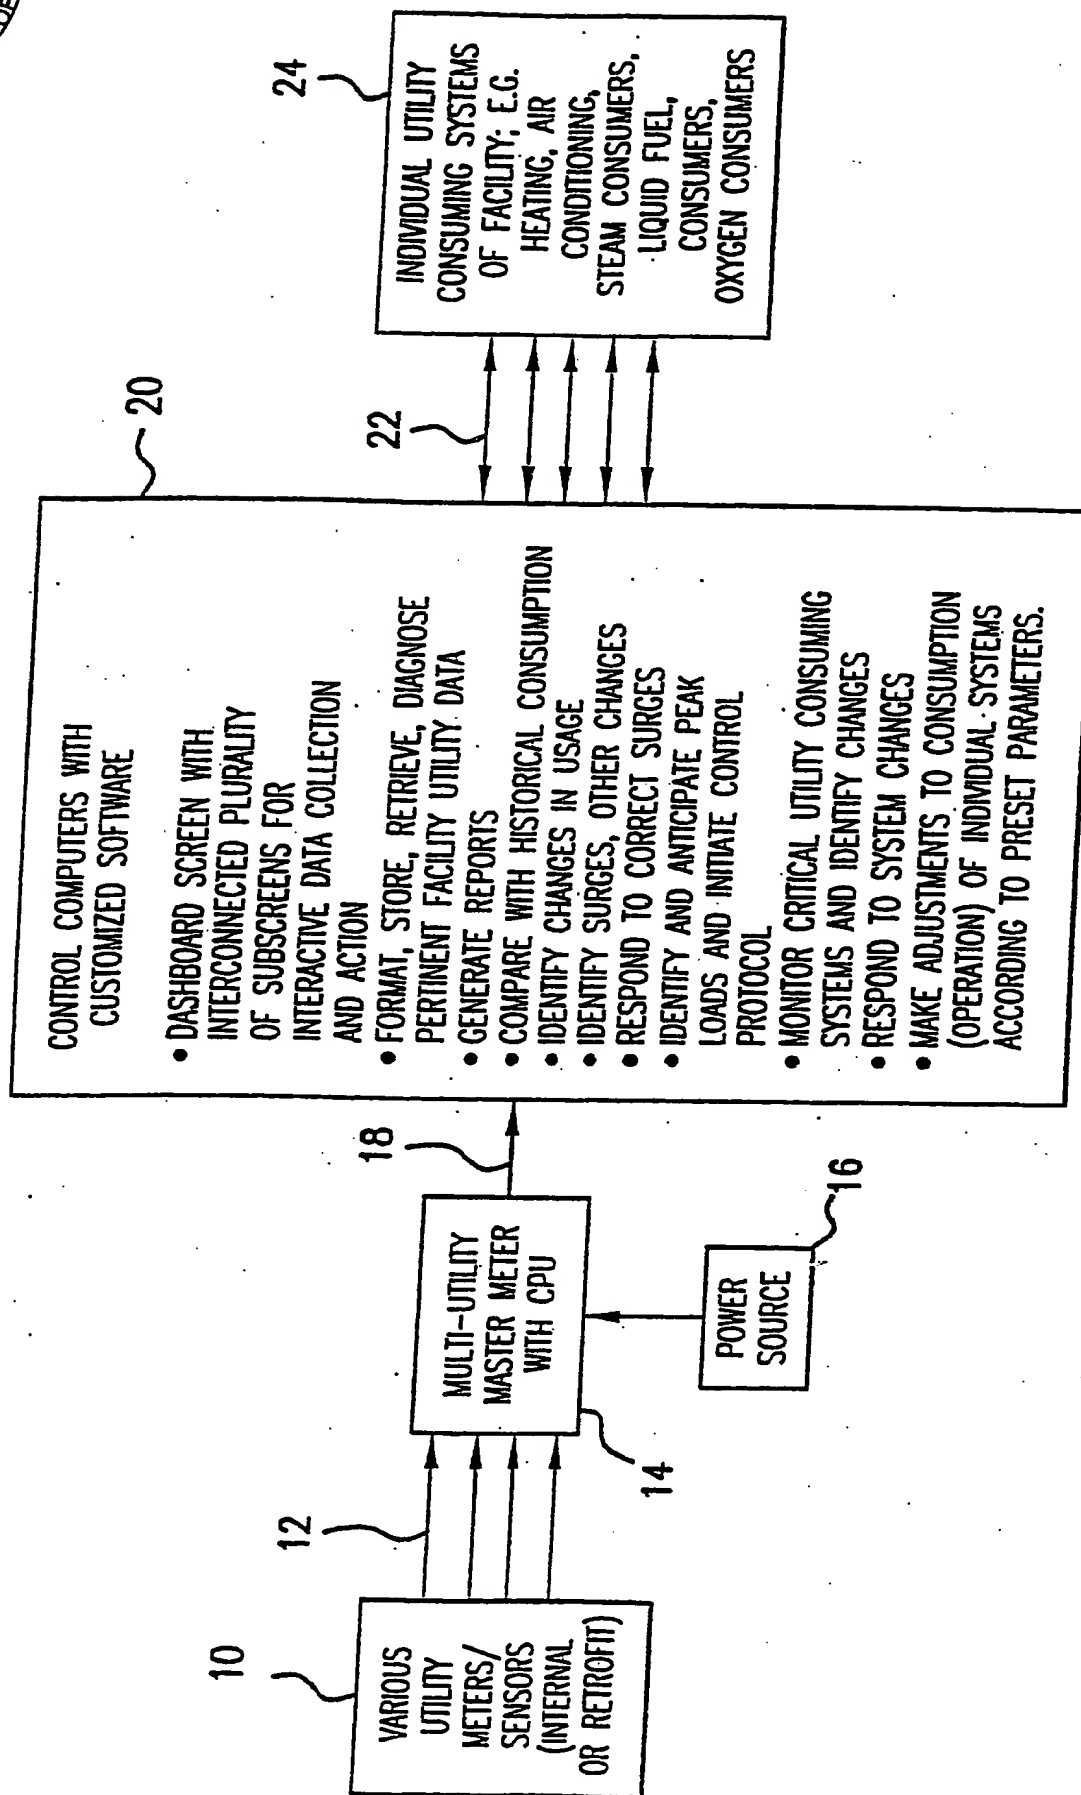 10
VARIOUS
UTILITY
METERS/
SENSORS
(INTERNAL
OR RETROFIT)
12
14
MULTI-UTILITY
MASTER METER
WITH CPU
16
POWER
SOURCE
18
20
CONTROL COMPUTERS WITH
CUSTOMIZED SOFTWARE
• DASHBOARD SCREEN WITH
INTERCONNECTED PLURALITY
OF SUBSCREENS FOR
INTERACTIVE DATA COLLECTION
AND ACTION
• FORMAT, STORE, RETRIEVE, DIAGNOSE
PERTINENT FACILITY UTILITY DATA
• GENERATE REPORTS
• COMPARE WITH HISTORICAL CONSUMPTION
• IDENTIFY CHANGES IN USAGE
• IDENTIFY SURGES, OTHER CHANGES
• RESPOND TO CORRECT SURGES
• IDENTIFY AND ANTICIPATE PEAK
LOADS AND INITIATE CONTROL
PROTOCOL
• MONITOR CRITICAL UTILITY CONSUMING
SYSTEMS AND IDENTIFY CHANGES
• RESPOND TO SYSTEM CHANGES
• MAKE ADJUSTMENTS TO CONSUMPTION
(OPERATION) OF INDIVIDUAL SYSTEMS
ACCORDING TO PRESET PARAMETERS.
22
24
INDIVIDUAL UTILITY
CONSUMING SYSTEMS
OF FACILITY; E.G.
HEATING, AIR
CONDITIONING,
STEAM CONSUMERS,
LIQUID FUEL,
CONSUMERS,
OXYGEN CONSUMERS